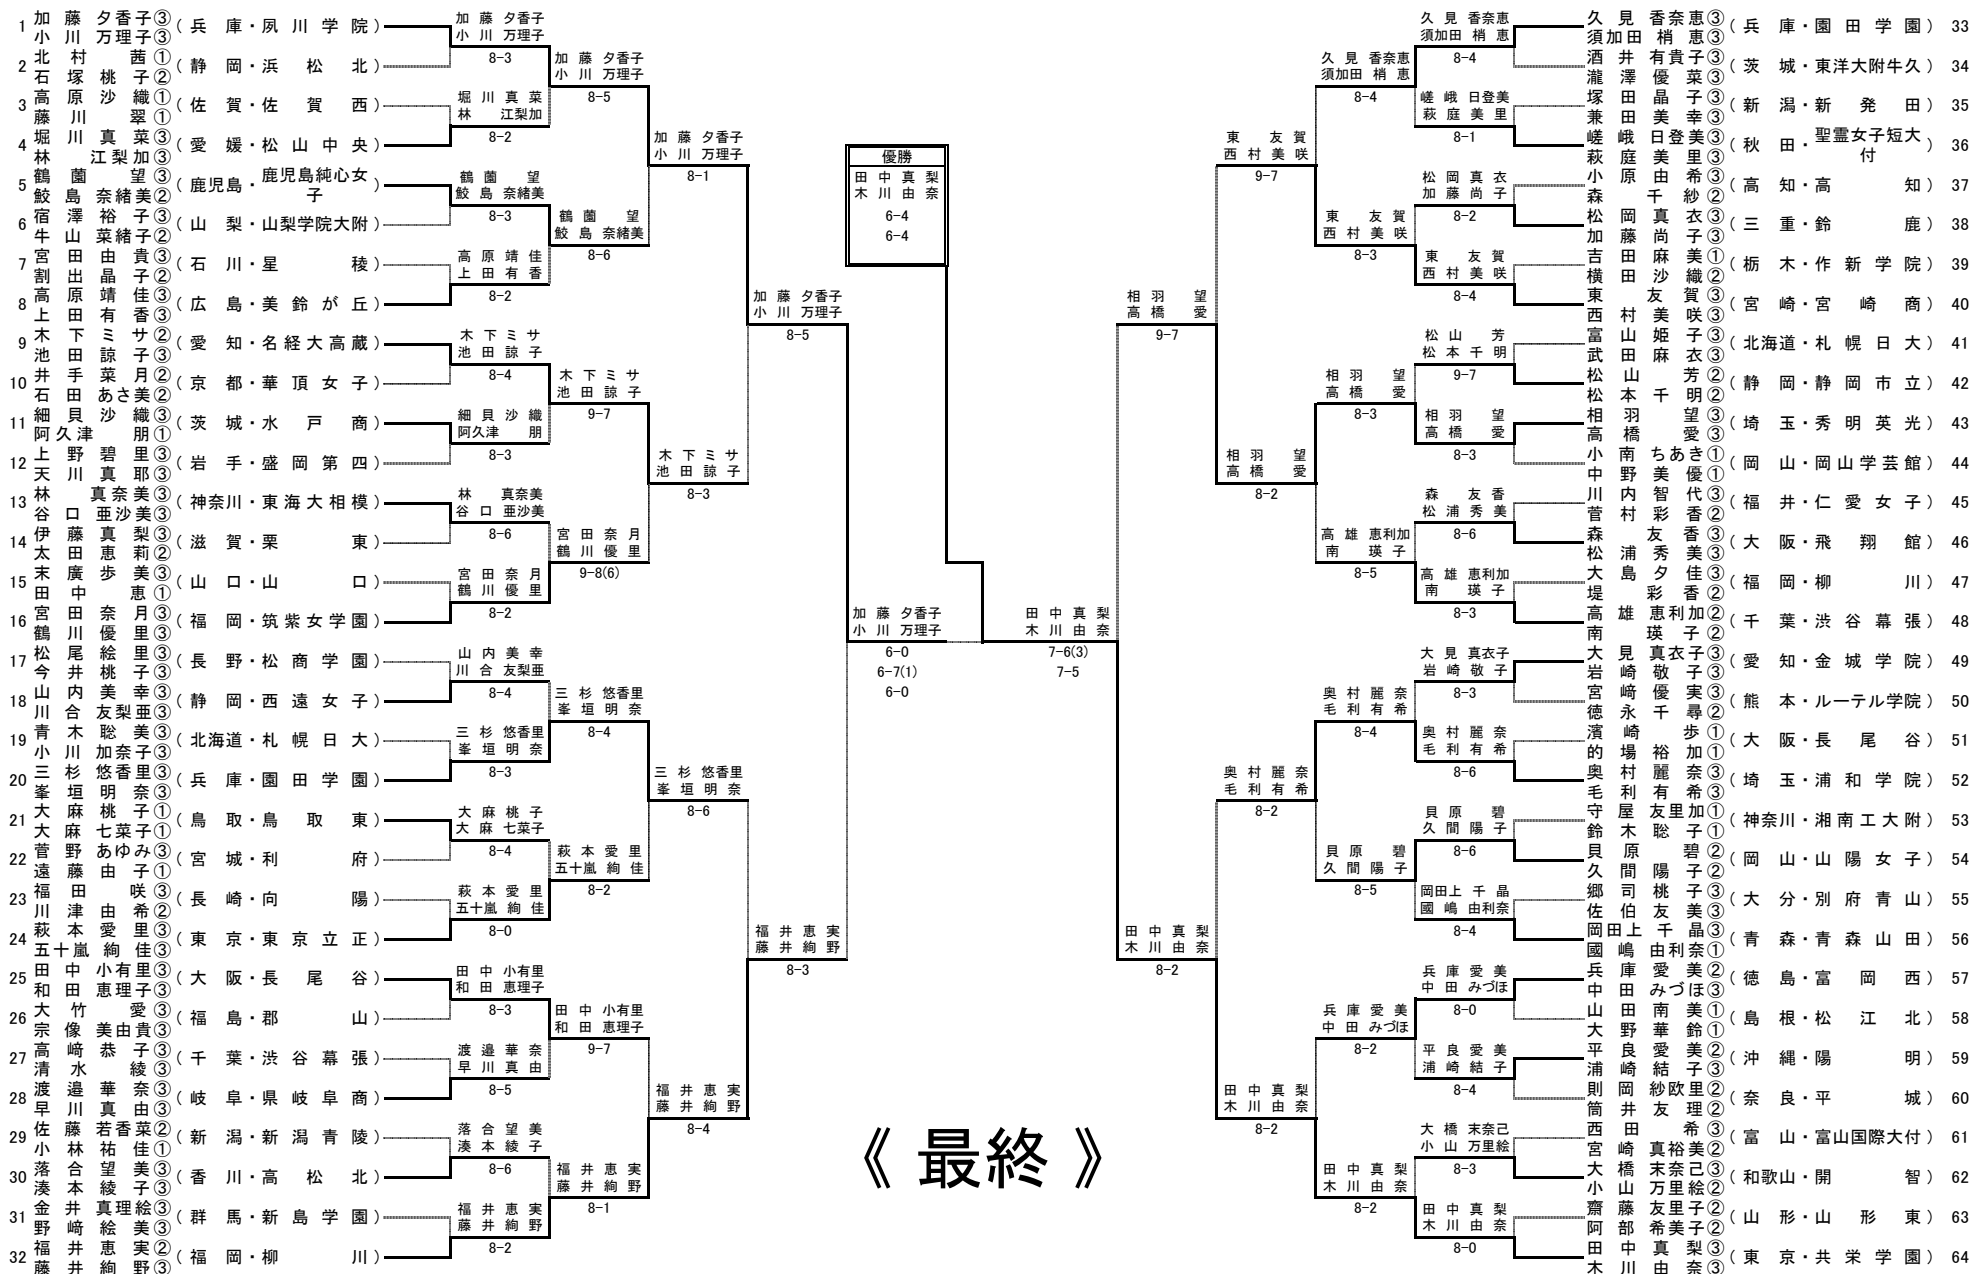 1 加藤 夕香子③ (兵庫・夙川学院)
小川 万理子③
2 北村 茜① (静岡・浜松北)
石塚 桃子②
3 高原 沙織① (佐賀・佐賀西)
藤川 翠①
4 堀川 真菜③ (愛媛・松山中央)
林 江梨加③
5 鶴薗 望③ (鹿児島・鹿児島純心女子)
鮫島 奈緒美②
6 宿澤 裕子③ (山梨・山梨学院大附)
牛山 菜緒子②
7 宮田 由貴③ (石川・星稜)
割出 晶子②
8 高原 靖佳③ (広島・美鈴が丘)
上田 有香③
9 木下 ミサ② (愛知・名経大高蔵)
池田 諒子③
10 井手 菜月② (京都・華頂女子)
石田 あさ美②
11 細貝 沙織③ (茨城・水戸商)
阿久津 朋①
12 上野 碧里③ (岩手・盛岡第四)
天川 真耶③
13 林 真奈美③ (神奈川・東海大相模)
谷口 亜沙美③
14 伊藤 真梨③ (滋賀・栗東)
太田 恵莉②
15 末廣 歩美③ (山口・山口)
田中 恵①
16 宮田 奈月③ (福岡・筑紫女学園)
鶴川 優里③
17 松尾 絵里③ (長野・松商学園)
今井 桃子③
18 山内 美幸③ (静岡・西遠女子)
川合 友梨亜③
19 青木 聡美③ (北海道・札幌日大)
小川 加奈子③
20 三杉 悠香里③ (兵庫・園田学園)
峯垣 明奈③
21 大麻 桃子① (鳥取・鳥取東)
大麻 七菜子①
22 菅野 あゆみ③ (宮城・利府)
遠藤 由子①
23 福田 咲③ (長崎・向陽)
川津 由希②
24 萩本 愛里③ (東京・東京立正)
五十嵐 絢佳③
25 田中 小有里③ (大阪・長尾谷)
和田 恵理子③
26 大竹 愛③ (福島・郡山)
宗像 美由貴③
27 高﨑 恭子③ (千葉・渋谷幕張)
清水 綾③
28 渡邉 華奈③ (岐阜・県岐阜商)
早川 真由③
29 佐藤 若香菜② (新潟・新潟青陵)
小林 祐佳①
30 落合 望美③ (香川・高松北)
湊本 綾子③
31 金井 真理絵③ (群馬・新島学園)
野﨑 絵美③
32 福井 恵実② (福岡・柳川)
藤井 絢野③
加藤 夕香子
小川 万理子
8-3
堀川 真菜
林 江梨加
8-2
鶴薗 望
鮫島 奈緒美
8-3
高原 靖佳
上田 有香
8-2
木下 ミサ
池田 諒子
8-4
細貝 沙織
阿久津 朋
8-3
林 真奈美
谷口 亜沙美
8-6
宮田 奈月
鶴川 優里
8-2
山内 美幸
川合 友梨亜
8-4
三杉 悠香里
峯垣 明奈
8-3
大麻 桃子
大麻 七菜子
8-4
萩本 愛里
五十嵐 絢佳
8-0
田中 小有里
和田 恵理子
8-3
渡邉 華奈
早川 真由
8-5
落合 望美
湊本 綾子
8-6
福井 恵実
藤井 絢野
8-2
加藤 夕香子
小川 万理子
8-5
鶴薗 望
鮫島 奈緒美
8-6
木下 ミサ
池田 諒子
9-7
宮田 奈月
鶴川 優里
9-8(6)
三杉 悠香里
峯垣 明奈
8-4
萩本 愛里
五十嵐 絢佳
8-2
田中 小有里
和田 恵理子
9-7
福井 恵実
藤井 絢野
8-1
加藤 夕香子
小川 万理子
8-1
木下 ミサ
池田 諒子
8-3
三杉 悠香里
峯垣 明奈
8-6
福井 恵実
藤井 絢野
8-4
加藤 夕香子
小川 万理子
8-5
福井 恵実
藤井 絢野
8-3
加藤 夕香子
小川 万理子
6-0
6-7(1)
6-0
優勝
田中 真梨
木川 由奈
6-4
6-4
田中 真梨
木川 由奈
7-6(3)
7-5
《 最終 》
相羽 望
高橋 愛
9-7
田中 真梨
木川 由奈
8-2
東 友賀
西村 美咲
9-7
相羽 望
高橋 愛
8-2
奥村 麗奈
毛利 有希
8-2
田中 真梨
木川 由奈
8-2
久見 香奈恵
須加田 梢恵
8-4
東 友賀
西村 美咲
8-3
相羽 望
高橋 愛
8-3
高雄 恵利加
南 瑛子
8-5
奥村 麗奈
毛利 有希
8-4
貝原 碧
久間 陽子
8-5
兵庫 愛美
中田 みづほ
8-2
田中 真梨
木川 由奈
8-2
久見 香奈恵
須加田 梢恵
8-4
嵯峨 日登美
萩庭 美里
8-1
松岡 真衣
加藤 尚子
8-2
東 友賀
西村 美咲
8-4
松山 芳
松本 千明
9-7
相羽 望
高橋 愛
8-3
森 友香
松浦 秀美
8-6
高雄 恵利加
南 瑛子
8-3
大見 真衣子
岩崎 敬子
8-3
奥村 麗奈
毛利 有希
8-6
貝原 碧
久間 陽子
8-6
岡田上 千晶
國嶋 由利奈
8-4
兵庫 愛美
中田 みづほ
8-0
平良 愛美
浦崎 結子
8-4
大橋 末奈己
小山 万里絵
8-3
田中 真梨
木川 由奈
8-0
久見 香奈恵③ (兵庫・園田学園) 33
須加田 梢恵③
酒井 有貴子③ (茨城・東洋大附牛久) 34
瀧澤 優菜③
塚田 晶子③ (新潟・新発田) 35
兼田 美幸③
嵯峨 日登美③ (秋田・聖霊女子短大付) 36
萩庭 美里③
小原 由希③ (高知・高知) 37
森 千紗②
松岡 真衣③ (三重・鈴鹿) 38
加藤 尚子③
吉田 麻美① (栃木・作新学院) 39
横田 沙織②
東 友賀③ (宮崎・宮崎商) 40
西村 美咲③
富山 姫子③ (北海道・札幌日大) 41
武田 麻衣③
松山 芳② (静岡・静岡市立) 42
松本 千明②
相羽 望③ (埼玉・秀明英光) 43
高橋 愛③
小南 ちあき① (岡山・岡山学芸館) 44
中野 美優①
川内 智代③ (福井・仁愛女子) 45
菅村 彩香②
森 友香③ (大阪・飛翔館) 46
松浦 秀美③
大島 夕佳③ (福岡・柳川) 47
堤 彩香②
高雄 恵利加② (千葉・渋谷幕張) 48
南 瑛子②
大見 真衣子③ (愛知・金城学院) 49
岩崎 敬子③
宮﨑 優実③ (熊本・ルーテル学院) 50
徳永 千尋②
濱崎 歩① (大阪・長尾谷) 51
的場 裕加①
奥村 麗奈③ (埼玉・浦和学院) 52
毛利 有希③
守屋 友里加① (神奈川・湘南工大附) 53
鈴木 聡子①
貝原 碧② (岡山・山陽女子) 54
久間 陽子②
郷司 桃子③ (大分・別府青山) 55
佐伯 友美③
岡田上 千晶③ (青森・青森山田) 56
國嶋 由利奈①
兵庫 愛美② (徳島・富岡西) 57
中田 みづほ③
山田 南美① (島根・松江北) 58
大野 華鈴①
平良 愛美② (沖縄・陽明) 59
浦崎 結子③
則岡 紗欧里② (奈良・平城) 60
筒井 友理②
西田 希③ (富山・富山国際大付) 61
宮崎 真裕美②
大橋 末奈己③ (和歌山・開智) 62
小山 万里絵②
齋藤 友里子② (山形・山形東) 63
阿部 希美子②
田中 真梨③ (東京・共栄学園) 64
木川 由奈③